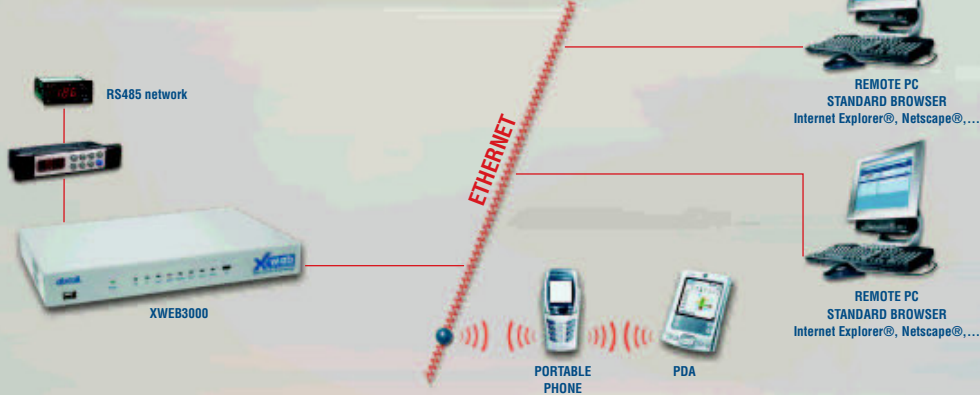 RS485 network
ETHERNET
REMOTE PC
STANDARD BROWSER
Internet Explorer®, Netscape®,...
Xweb
XWEB3000
REMOTE PC
STANDARD BROWSER
Internet Explorer®, Netscape®,...
PORTABLE
PHONE
PDA